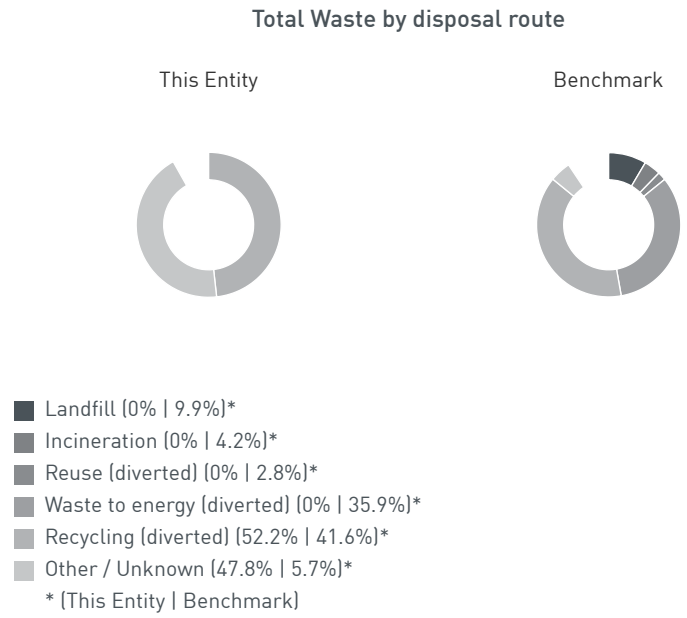 Total Waste by disposal route
This Entity
Benchmark
Landfill (0% | 9.9%)*
Incineration (0% | 4.2%)*
Reuse (diverted) (0% | 2.8%)*
Waste to energy (diverted) (0% | 35.9%)*
Recycling (diverted) (52.2% | 41.6%)*
Other / Unknown (47.8% | 5.7%)*
* (This Entity | Benchmark)